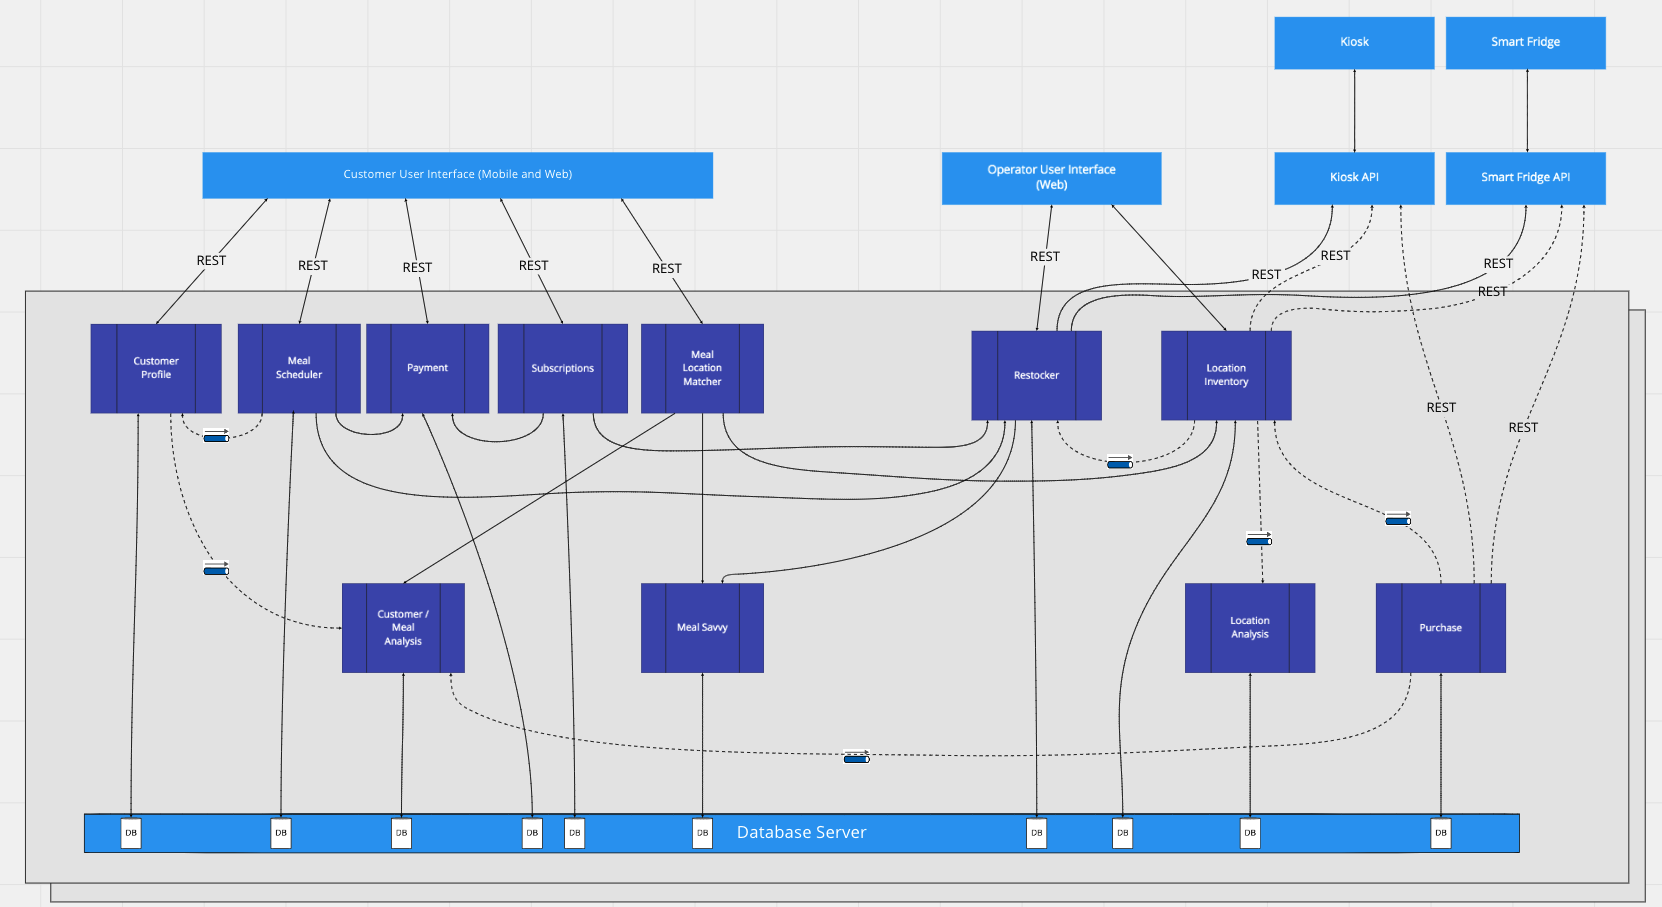 Kiosk
Smart Fridge
Customer User Interface (Mobile and Web)
Operator User Interface
(Web)
Kiosk API
Smart Fridge API
REST
REST
REST
REST
REST
REST
REST
REST
REST
REST
Customer
Profile
Meal
Scheduler
Payment
Subscriptions
Meal
Location
Matcher
Restocker
Location
Inventory
REST
REST
Customer /
Meal
Analysis
Meal Savvy
Location
Analysis
Purchase
DB
DB
DB
DB
DB
DB
Database Server
DB
DB
DB
DB